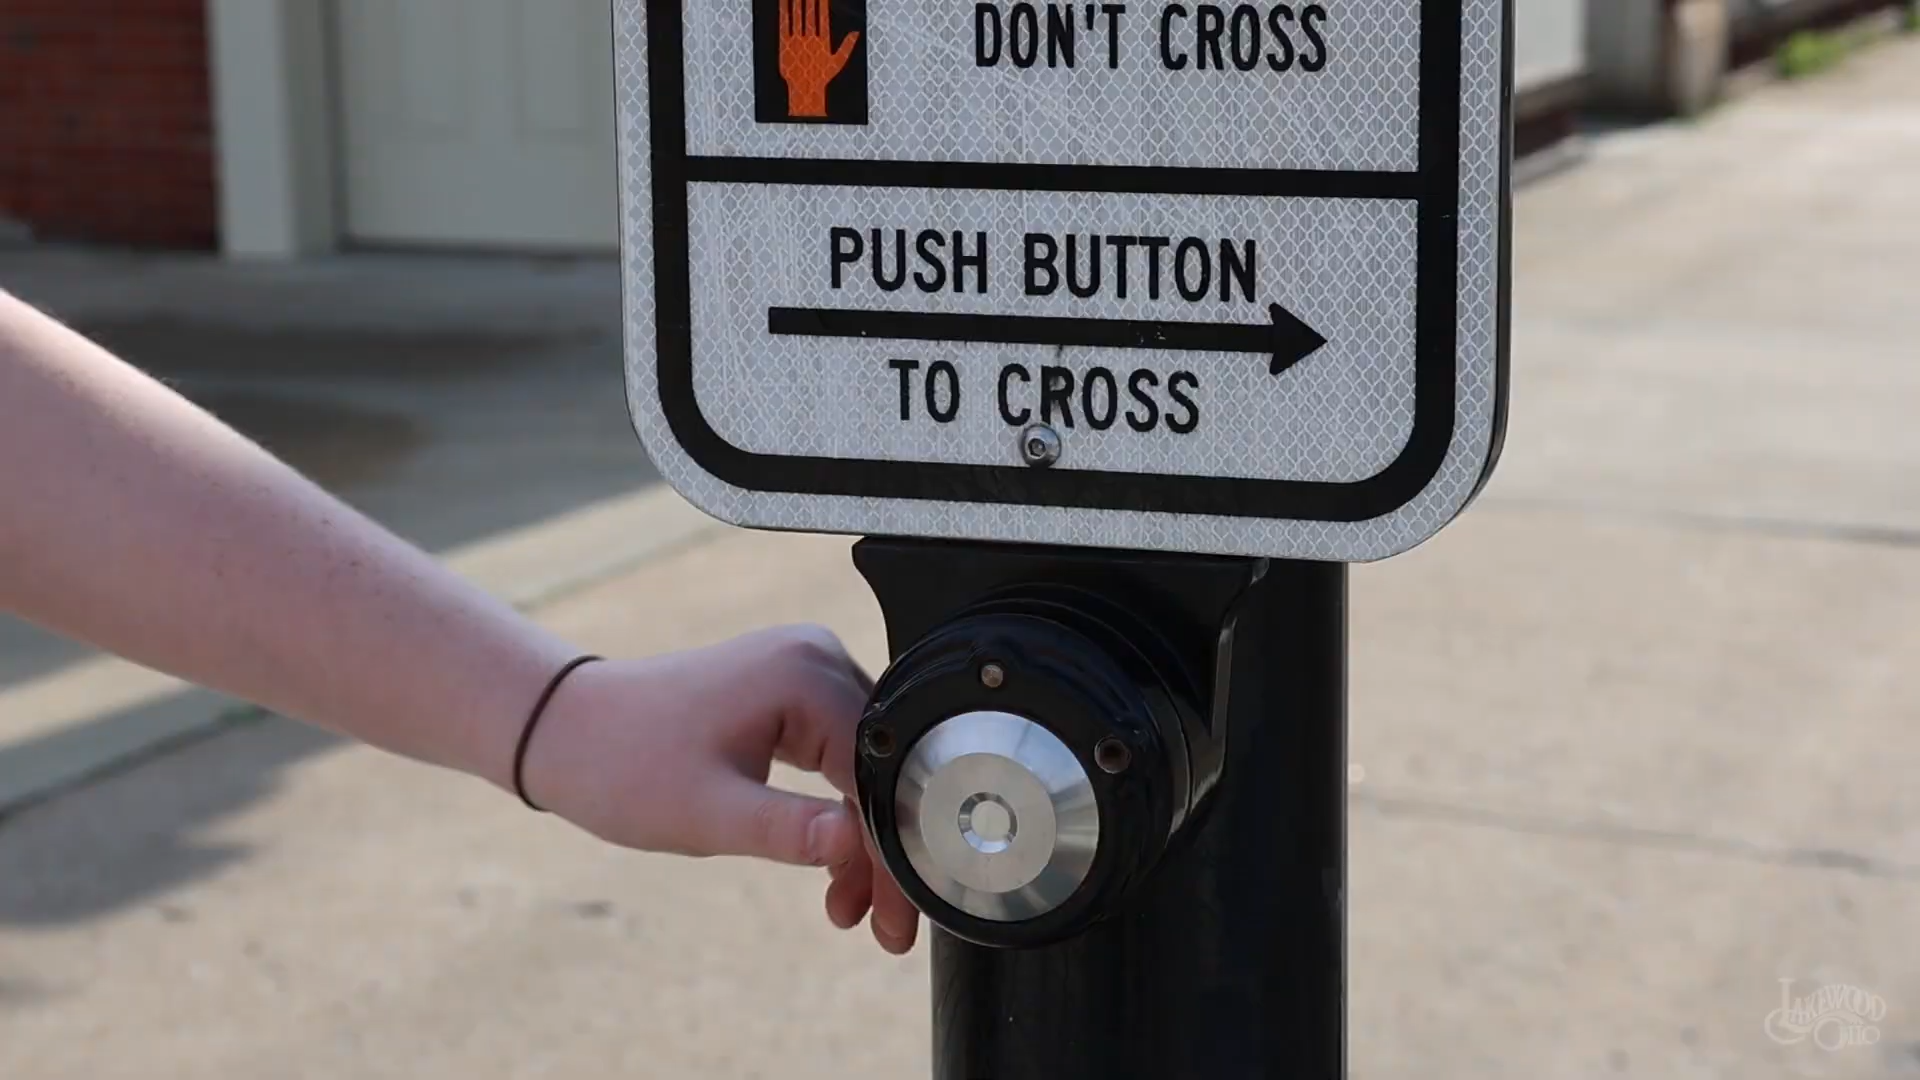 DON'T CROSS
PUSH BUTTON
TO CROSS
LAKEWOOD
OHIO